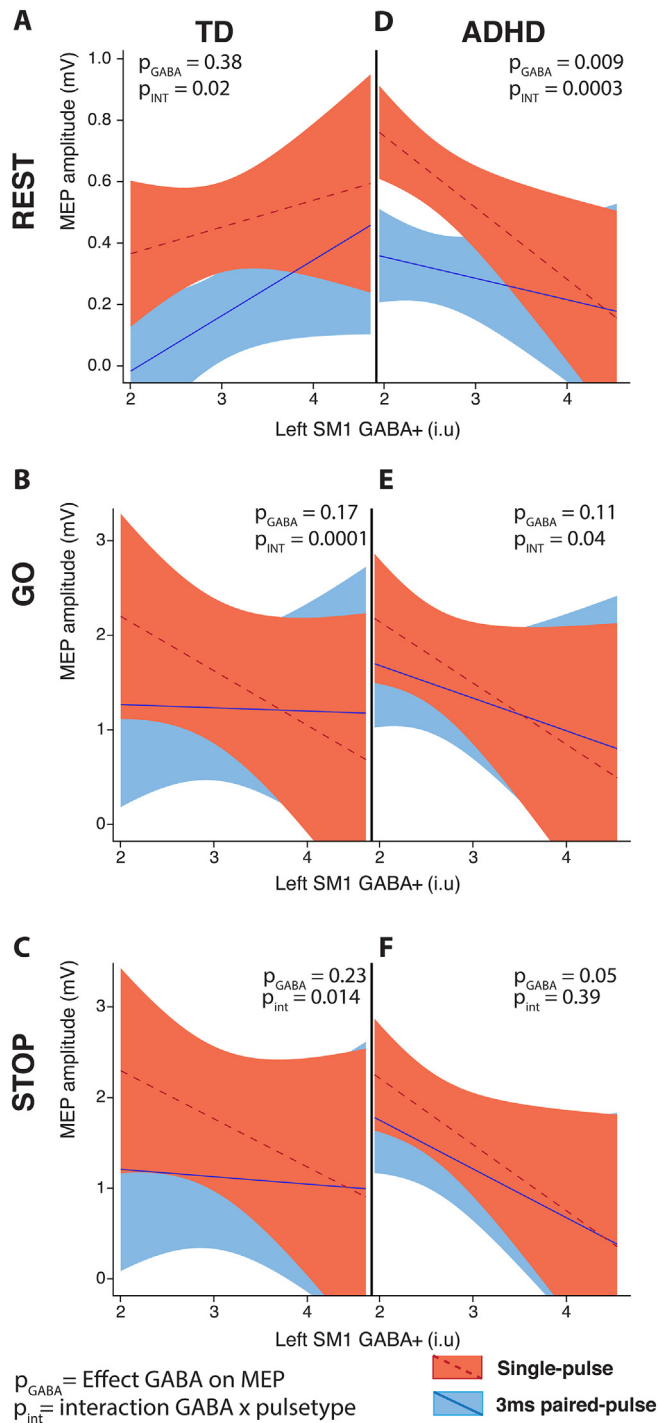 A TD D ADHD
pGABA = 0.38
pINT = 0.02
pGABA = 0.009
pINT = 0.0003
REST
MEP amplitude (mV)
1.0
0.8
0.6
0.4
0.2
0.0
2 3 4 2 3 4
Left SM1 GABA+ (i.u)
B E
pGABA = 0.17
pINT = 0.0001
pGABA = 0.11
pINT = 0.04
GO
MEP amplitude (mV)
3
2
1
0
2 3 4 2 3 4
Left SM1 GABA+ (i.u)
C F
pGABA = 0.23
pint = 0.014
pGABA = 0.05
pint = 0.39
STOP
MEP amplitude (mV)
3
2
1
0
2 3 4 2 3 4
Left SM1 GABA+ (i.u)
pGABA= Effect GABA on MEP
pint= interaction GABA x pulsetype
Single-pulse
3ms paired-pulse